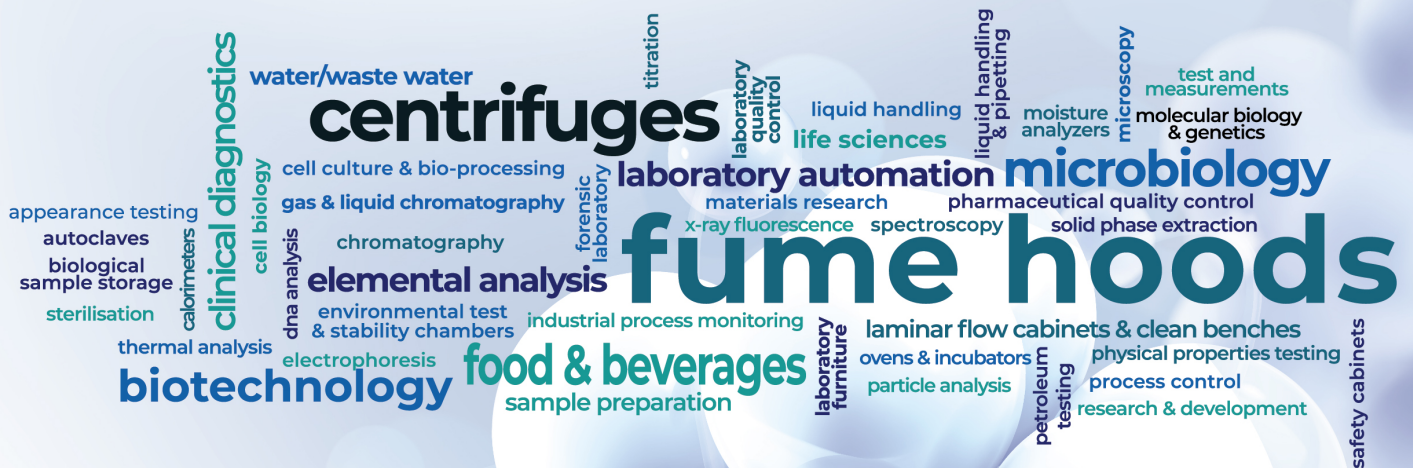 titration
liquid handling
& pipetting
microscopy
clinical diagnostics
water/waste water
centrifuges
laboratory
quality
control
test and
measurements
liquid handling
moisture
analyzers
molecular biology
& genetics
life sciences
cell biology
cell culture & bio-processing
forensic
laboratory
laboratory automation
microbiology
gas & liquid chromatography
materials research
pharmaceutical quality control
appearance testing
x-ray fluorescence
spectroscopy
solid phase extraction
autoclaves
calorimeters
dna analysis
chromatography
fume hoods
biological
sample storage
elemental analysis
sterilisation
environmental test
& stability chambers
industrial process monitoring
laboratory
furniture
laminar flow cabinets & clean benches
safety cabinets
thermal analysis
electrophoresis
food & beverages
ovens & incubators
petroleum
testing
physical properties testing
biotechnology
particle analysis
process control
sample preparation
research & development